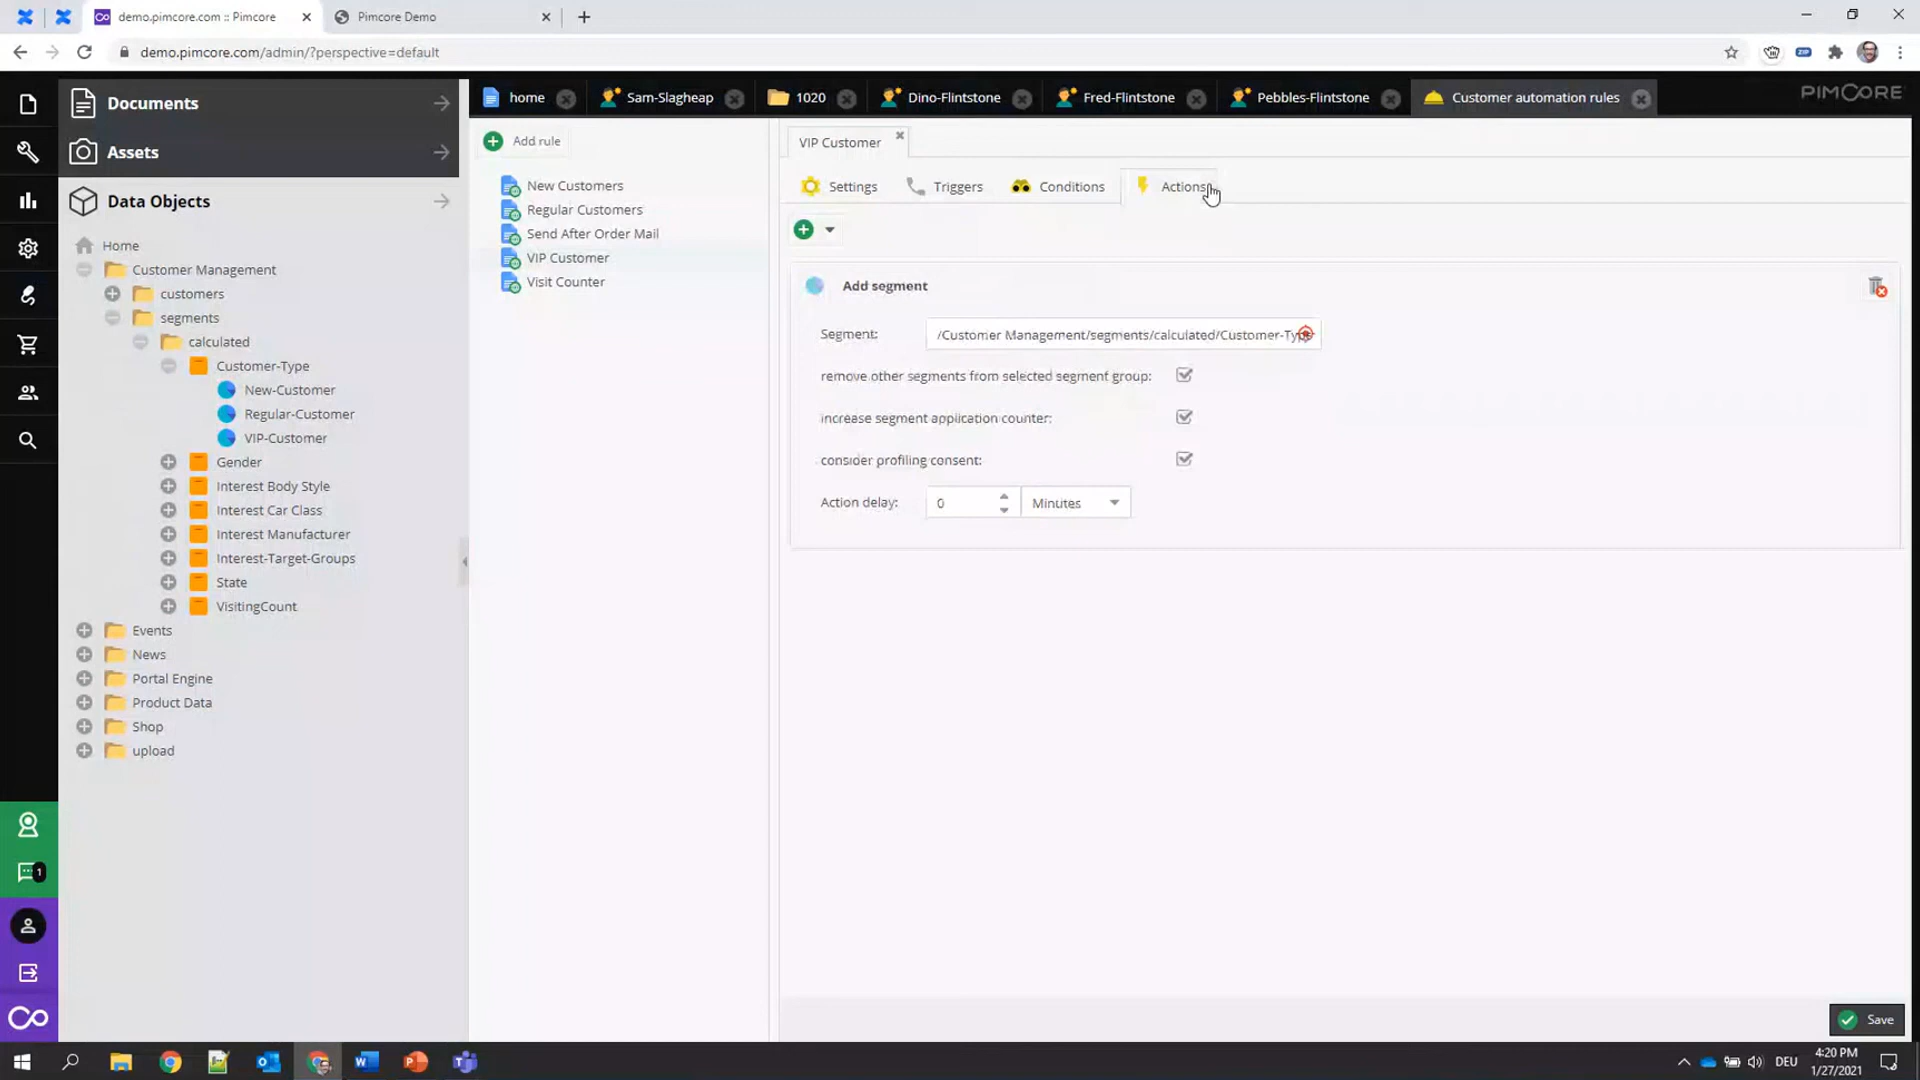 demo.pimcore.com :: Pimcore
Pimcore Demo
demo.pimcore.com/admin/?perspective=default
ZIP
Documents
Assets
Data Objects
Home
Customer Management
customers
segments
calculated
Customer-Type
New-Customer
Regular-Customer
VIP-Customer
Gender
Interest Body Style
Interest Car Class
Interest Manufacturer
Interest-Target-Groups
State
VisitingCount
Events
News
Portal Engine
Product Data
Shop
upload
1
home
Sam-Slagheap
1020
Dino-Flintstone
Fred-Flintstone
Pebbles-Flintstone
Customer automation rules
PIMCORE
Add rule
New Customers
Regular Customers
Send After Order Mail
VIP Customer
Visit Counter
VIP Customer
Settings
Triggers
Conditions
Actions
Add segment
Segment:
/Customer Management/segments/calculated/Customer-Type
remove other segments from selected segment group:
increase segment application counter:
consider profiling consent:
Action delay:
0
Minutes
Save
DEU
4:20 PM
1/27/2021